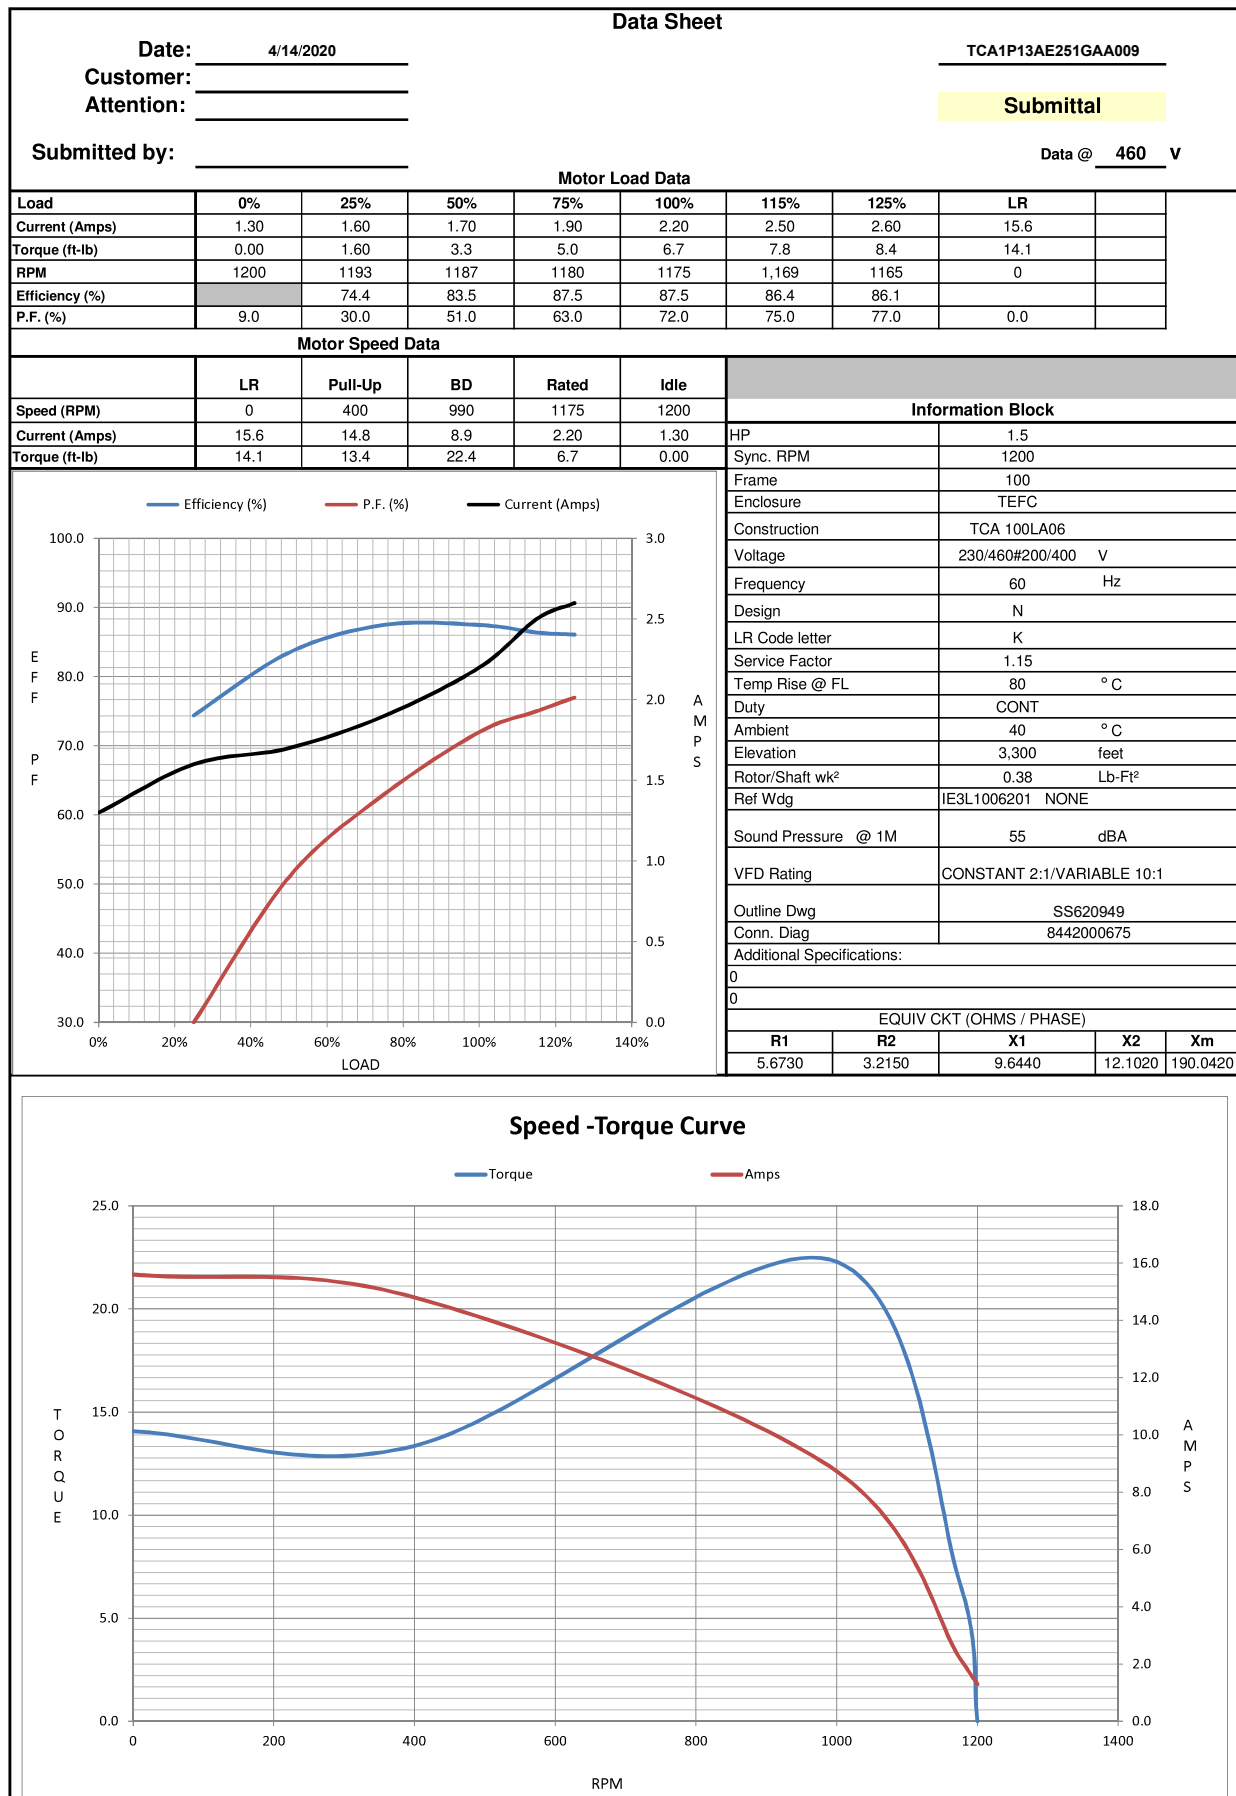 Data Sheet
Date: 4/14/2020 TCA1P13AE251GAA009
Customer:
Attention: Submittal
Submitted by: Data @ 460 V
Motor Load Data
Load 0% 25% 50% 75% 100% 115% 125% LR
Current (Amps) 1.30 1.60 1.70 1.90 2.20 2.50 2.60 15.6
Torque (ft-lb) 0.00 1.60 3.3 5.0 6.7 7.8 8.4 14.1
RPM 1200 1193 1187 1180 1175 1,169 1165 0
Efficiency (%) 74.4 83.5 87.5 87.5 86.4 86.1
P.F. (%) 9.0 30.0 51.0 63.0 72.0 75.0 77.0 0.0
Motor Speed Data
LR Pull-Up BD Rated Idle
Speed (RPM) 0 400 990 1175 1200
Current (Amps) 15.6 14.8 8.9 2.20 1.30
Torque (ft-lb) 14.1 13.4 22.4 6.7 0.00
Information Block
HP 1.5
Sync. RPM 1200
Frame 100
Enclosure TEFC
Construction TCA 100LA06
Voltage 230/460#200/400 V
Frequency 60 Hz
Design N
LR Code letter K
Service Factor 1.15
Temp Rise @ FL 80 ° C
Duty CONT
Ambient 40 ° C
Elevation 3,300 feet
Rotor/Shaft wk² 0.38 Lb-Ft²
Ref Wdg IE3L1006201 NONE
Sound Pressure @ 1M 55 dBA
VFD Rating CONSTANT 2:1/VARIABLE 10:1
Outline Dwg SS620949
Conn. Diag 8442000675
Additional Specifications:
0
0
EQUIV CKT (OHMS / PHASE)
R1 R2 X1 X2 Xm
5.6730 3.2150 9.6440 12.1020 190.0420
Efficiency (%) P.F. (%) Current (Amps)
100.0
90.0
80.0
70.0
60.0
50.0
40.0
30.0
EFF PF
3.0
2.5
2.0
1.5
1.0
0.5
0.0
AMPS
0% 20% 40% 60% 80% 100% 120% 140%
LOAD
Speed -Torque Curve
Torque Amps
25.0
20.0
15.0
10.0
5.0
0.0
TORQUE
18.0
16.0
14.0
12.0
10.0
8.0
6.0
4.0
2.0
0.0
AMPS
0 200 400 600 800 1000 1200 1400
RPM